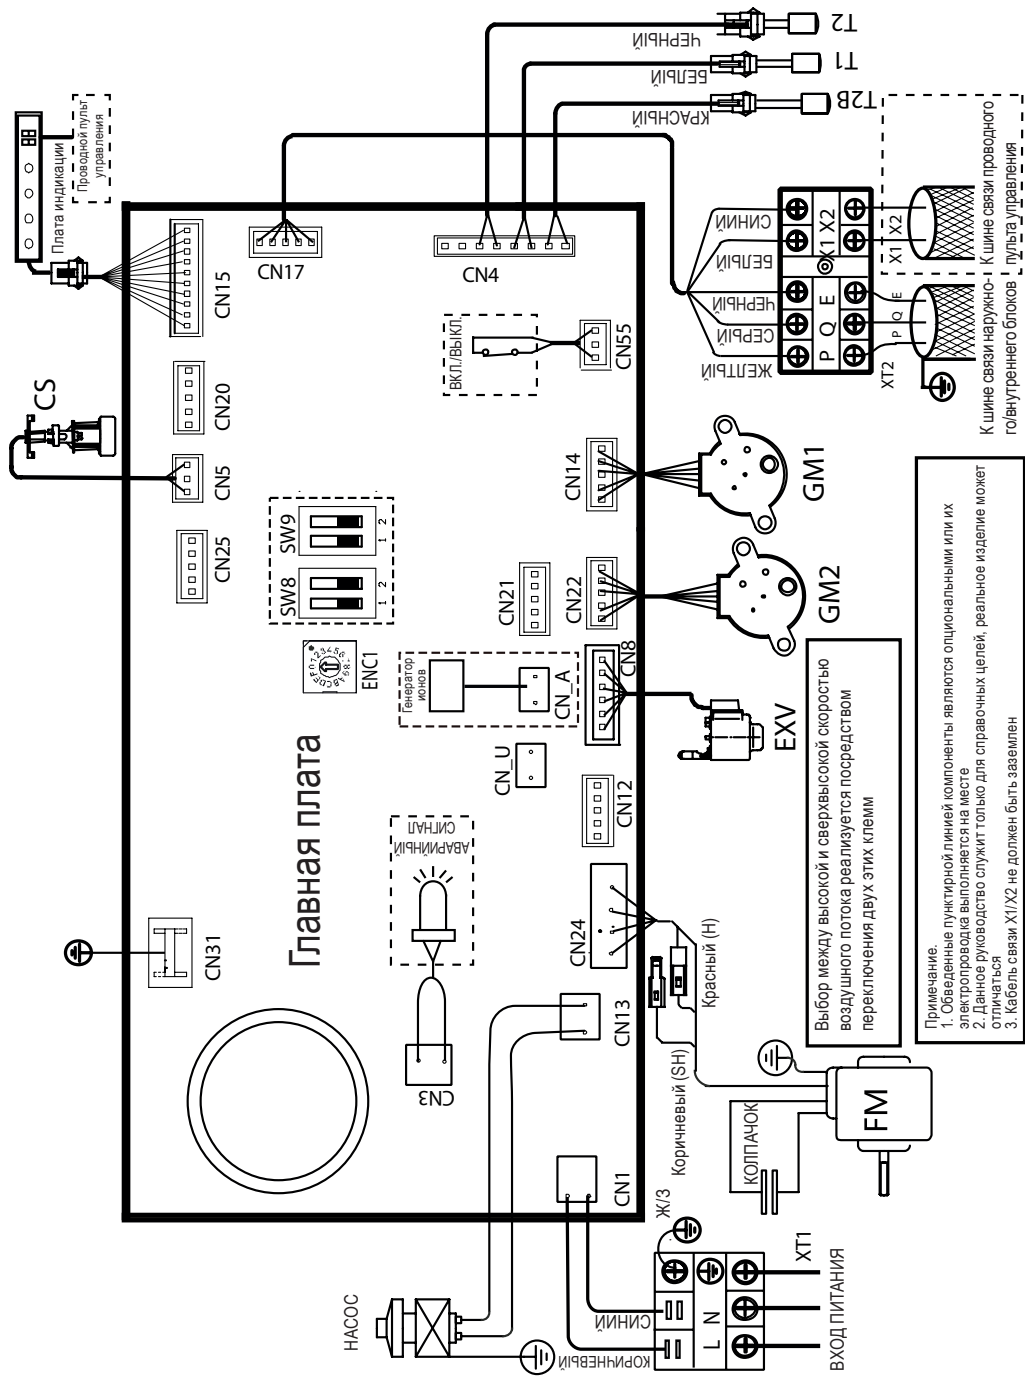 Плата индикации
Проводной пульт
управления
CS
CN15
CN17
CN4
CN20
CN5
CN25
ВКЛ./ВЫКЛ.
CN55
ЧЕРНЫЙ
T2
БЕЛЫЙ
T1
КРАСНЫЙ
T2B
SW9
1 2
SW8
1 2
ENC1
CN21
CN14
CN22
GM1
GM2
Генератор
ионов
CN_A
CN8
CN_U
EXV
CN12
Главная плата
АВАРИЙНЫЙ
СИГНАЛ
CN3
CN31
CN24
CN13
CN1
СИНИЙ
БЕЛЫЙ
ЧЕРНЫЙ
СЕРЫЙ
ЖЕЛТЫЙ
P Q E X1 X2
XT2
P Q E X1 X2
К шине связи проводного
пульта управления
К шине связи наружно-
го/внутреннего блоков
Красный (H)
Коричневый (SH)
КОЛПАЧОК
FM
НАСОС
Ж/З
СИНИЙ
КОРИЧНЕВЫЙ
L N
XT1
ВХОД ПИТАНИЯ
Выбор между высокой и сверхвысокой скоростью
воздушного потока реализуется посредством
переключения двух этих клемм
Примечание.
1. Обведенные пунктирной линией компоненты являются опциональными или их
электропроводка выполняется на месте
2. Данное руководство служит только для справочных целей, реальное изделие может
отличаться
3. Кабель связи X1/X2 не должен быть заземлен